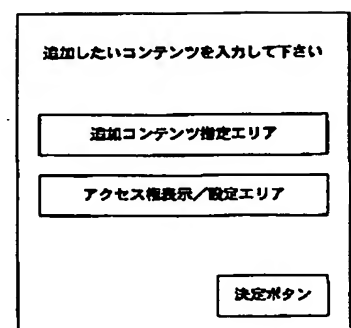 追加したいコンテンツを入力して下さい
追加コンテンツ指定エリア
アクセス権表示／設定エリア
決定ボタン